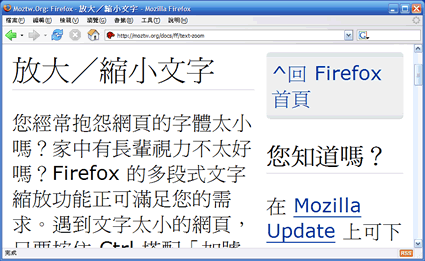 Moztw.Org: Firefox - 放大／縮小文字 - Mozilla Firefox
檔案(F) 編輯(E) 檢視(V) 瀏覽(G) 書籤(B) 工具(T) 說明(H)
http://moztw.org/docs/ff/text-zoom
放大／縮小文字
您經常抱怨網頁的字體太小
嗎？家中有長輩視力不太好
嗎？Firefox 的多段式文字
縮放功能正可滿足您的需
求。遇到文字太小的網頁，
只要按住 Ctrl 搭配「加號
^回 Firefox
首頁
您知道嗎？
在 Mozilla
Update 上可下
完成
RSS